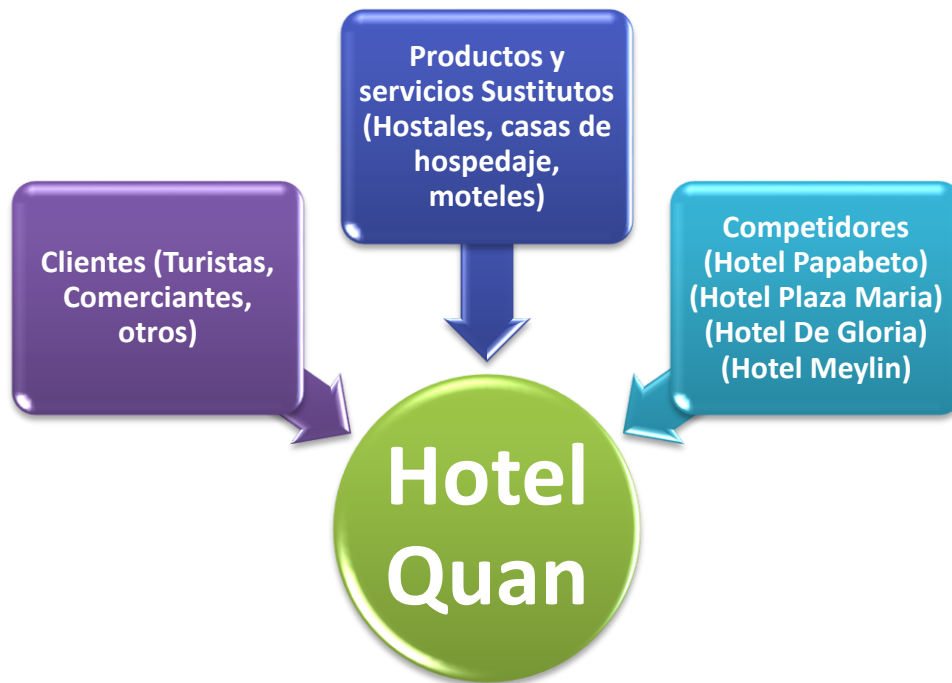 Productos y
servicios Sustitutos
(Hostales, casas de
hospedaje,
moteles)
Clientes (Turistas,
Comerciantes,
otros)
Competidores
(Hotel Papabeto)
(Hotel Plaza Maria)
(Hotel De Gloria)
(Hotel Meylin)
Hotel
Quan